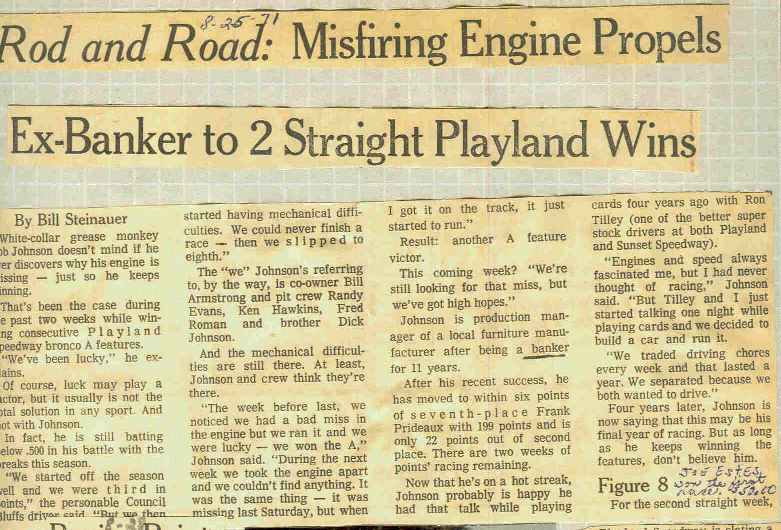 8-25-71
Rod and Road: Misfiring Engine Propels
Ex-Banker to 2 Straight Playland Wins
By Bill Steinauer
White-collar grease monkey
ob Johnson doesn't mind if he
er discovers why his engine is
issing — just so he keeps
inning.
That's been the case during
e past two weeks while win-
ng consecutive Playland
peedway bronco A features.
"We've been lucky," he ex-
lains.
Of course, luck may play a
actor, but it usually is not the
otal solution in any sport. And
ot with Johnson.
In fact, he is still batting
elow .500 in his battle with the
reaks this season.
"We started off the season
vell and we were third in
oints," the personable Council
luffs driver said. "But we then
started having mechanical diffi-
culties. We could never finish a
race — then we slipped to
eighth."
The "we" Johnson's referring
to, by the way, is co-owner Bill
Armstrong and pit crew Randy
Evans, Ken Hawkins, Fred
Roman and brother Dick
Johnson.
And the mechanical difficul-
ties are still there. At least,
Johnson and crew think they're
there.
"The week before last, we
noticed we had a bad miss in
the engine but we ran it and we
were lucky — we won the A,"
Johnson said. "During the next
week we took the engine apart
and we couldn't find anything. It
was the same thing — it was
missing last Saturday, but when
I got it on the track, it just
started to run."
Result: another A feature
victor.
This coming week? "We're
still looking for that miss, but
we've got high hopes."
Johnson is production man-
ager of a local furniture manu-
facturer after being a banker
for 11 years.
After his recent success, he
has moved to within six points
of seventh-place Frank
Prideaux with 199 points and is
only 22 points out of second
place. There are two weeks of
points' racing remaining.
Now that he's on a hot streak,
Johnson probably is happy he
had that talk while playing
cards four years ago with Ron
Tilley (one of the better super
stock drivers at both Playland
and Sunset Speedway).
"Engines and speed always
fascinated me, but I had never
thought of racing," Johnson
said. "But Tilley and I just
started talking one night while
playing cards and we decided to
build a car and run it.
"We traded driving chores
every week and that lasted a
year. We separated because we
both wanted to drive."
Four years later, Johnson is
now saying that this may be his
final year of racing. But as long
as he keeps winning the
features, don't believe him.
JOE ESTES
won the first
Figure 8
For the second straight week,